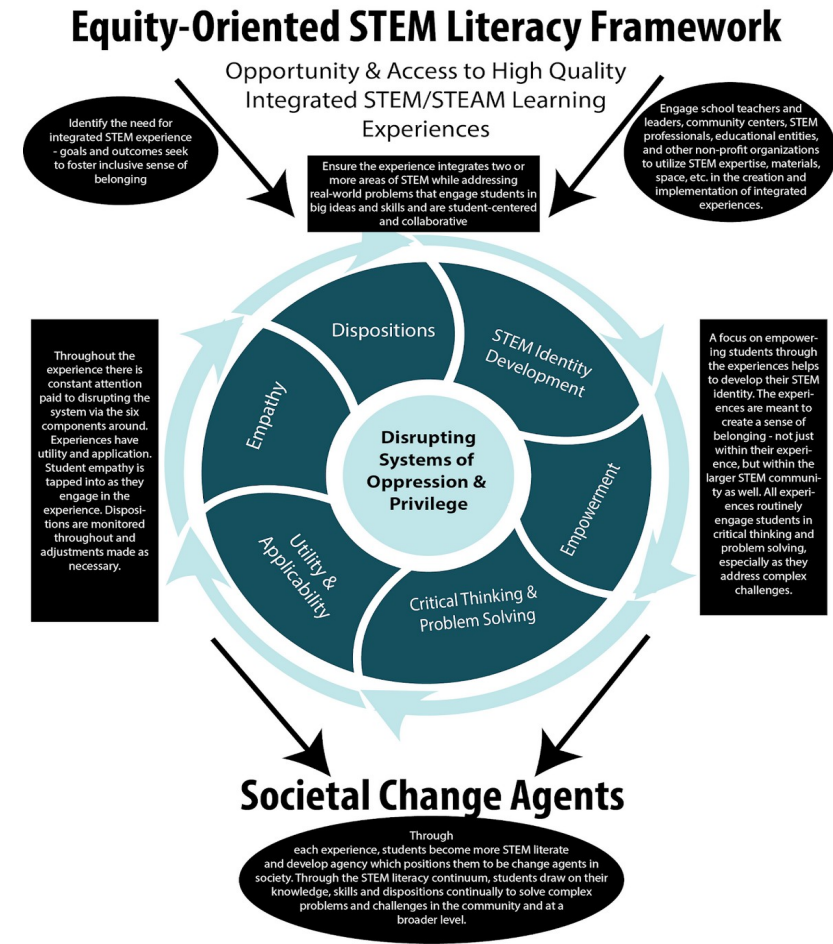 Equity-Oriented STEM Literacy Framework
Opportunity & Access to High Quality
Integrated STEM/STEAM Learning
Experiences
Identify the need for
integrated STEM experience
- goals and outcomes seek
to foster inclusive sense of
belonging
Ensure the experience integrates two or
more areas of STEM while addressing
real-world problems that engage students in
big ideas and skills and are student-centered
and collaborative
Engage school teachers and
leaders, community centers, STEM
professionals, educational entities,
and other non-profit organizations
to utilize STEM expertise, materials,
space, etc. in the creation and
implementation of integrated
experiences.
Throughout the
experience there is
constant attention
paid to disrupting the
system via the six
components around.
Experiences have
utility and application.
Student empathy is
tapped into as they
engage in the
experience. Disposi-
tions are monitored
throughout and
adjustments made as
necessary.
Dispositions
STEM Identity
Development
Empathy
Disrupting
Systems of
Oppression &
Privilege
Empowerment
Utility &
Applicability
Critical Thinking &
Problem Solving
A focus on empower-
ing students through
the experiences helps
to develop their STEM
identity. The experi-
ences are meant to
create a sense of
belonging - not just
within their experi-
ence, but within the
larger STEM communi-
ty as well. All experi-
ences routinely
engage students in
critical thinking and
problem solving,
especially as they
address complex
challenges.
Societal Change Agents
Through
each experience, students become more STEM literate
and develop agency which positions them to be change agents in
society. Through the STEM literacy continuum, students draw on their
knowledge, skills and dispositions continually to solve complex
problems and challenges in the community and at a
broader level.